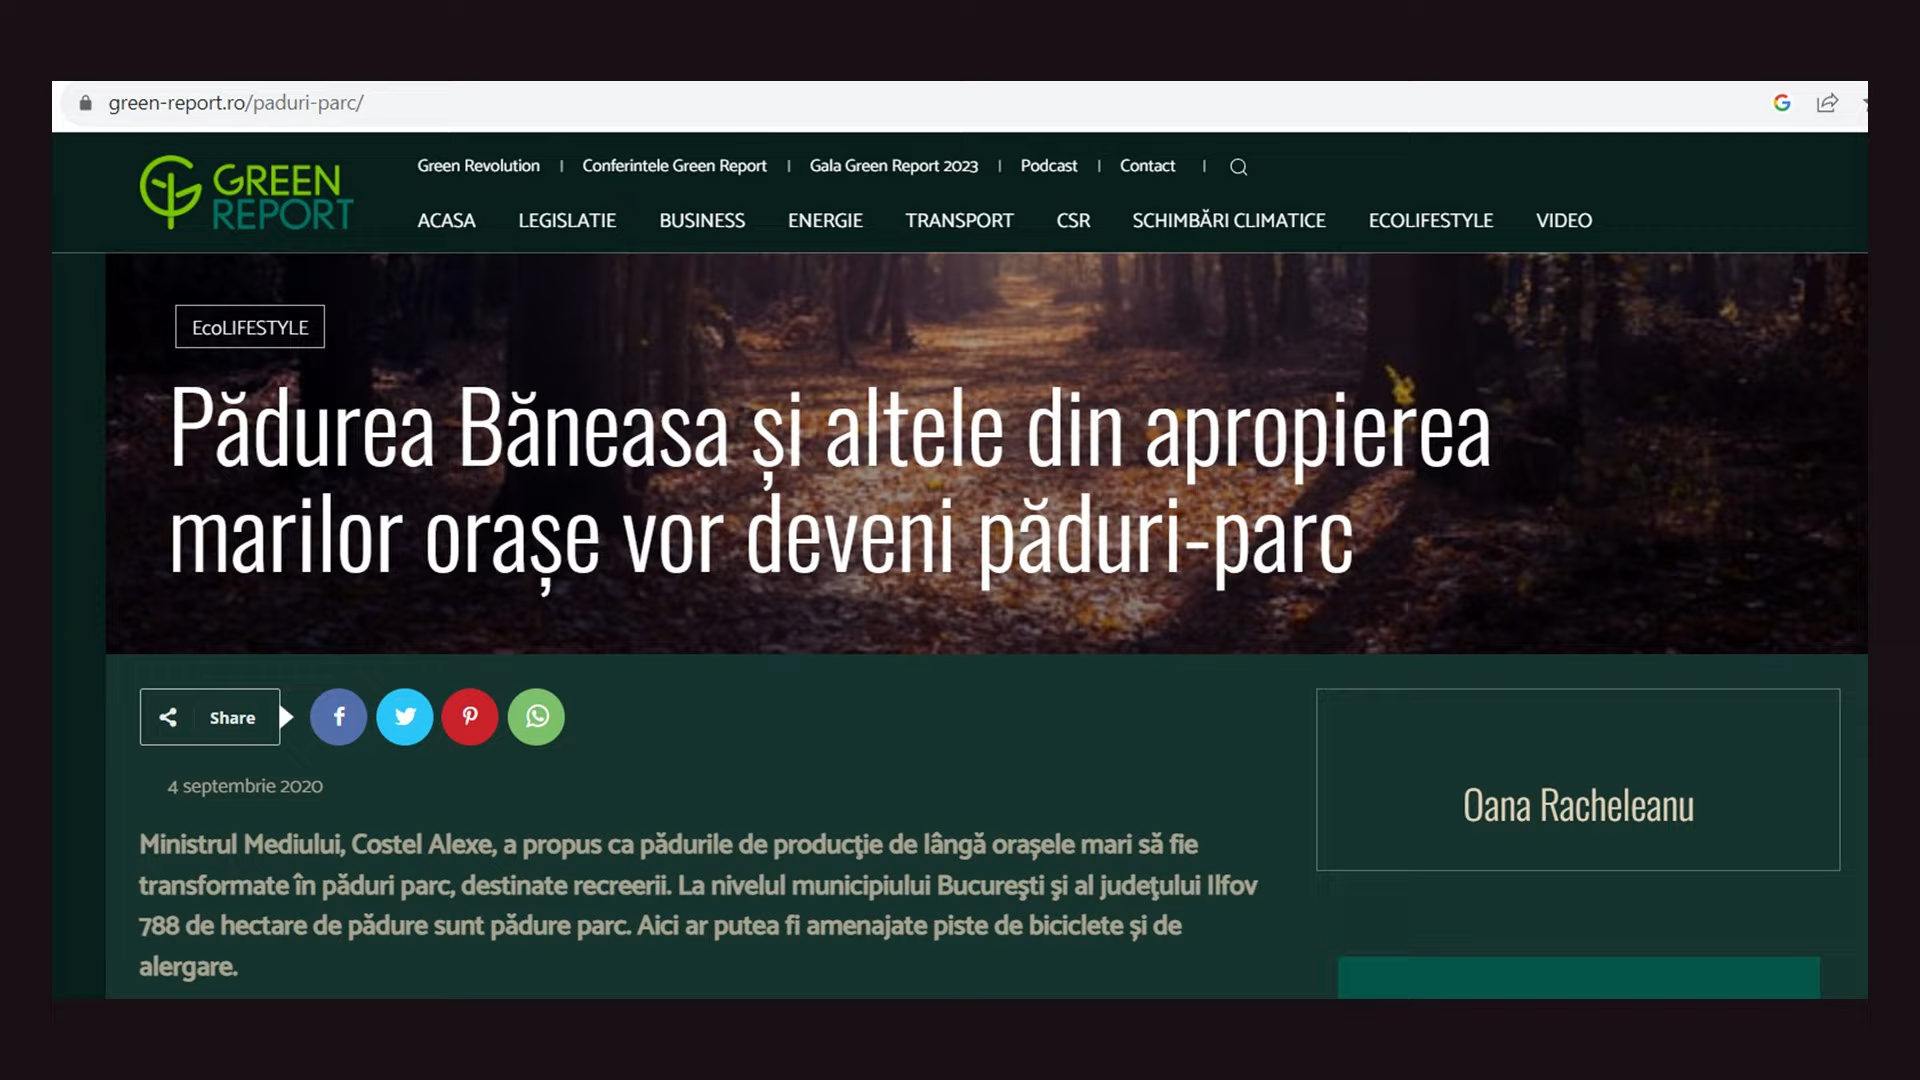 green-report.ro/paduri-parc/
GREEN
REPORT
Green Revolution | Conferintele Green Report | Gala Green Report 2023 | Podcast | Contact |
ACASA LEGISLATIE BUSINESS ENERGIE TRANSPORT CSR SCHIMBĂRI CLIMATICE ECOLIFESTYLE VIDEO
EcoLIFESTYLE
Pădurea Băneasa și altele din apropierea
marilor orașe vor deveni păduri-parc
Share
4 septembrie 2020
Ministrul Mediului, Costel Alexe, a propus ca pădurile de producţie de lângă orașele mari să fie
transformate în păduri parc, destinate recreerii. La nivelul municipiului Bucureşti şi al judeţului Ilfov
788 de hectare de pădure sunt pădure parc. Aici ar putea fi amenajate piste de biciclete și de
alergare.
Oana Racheleanu